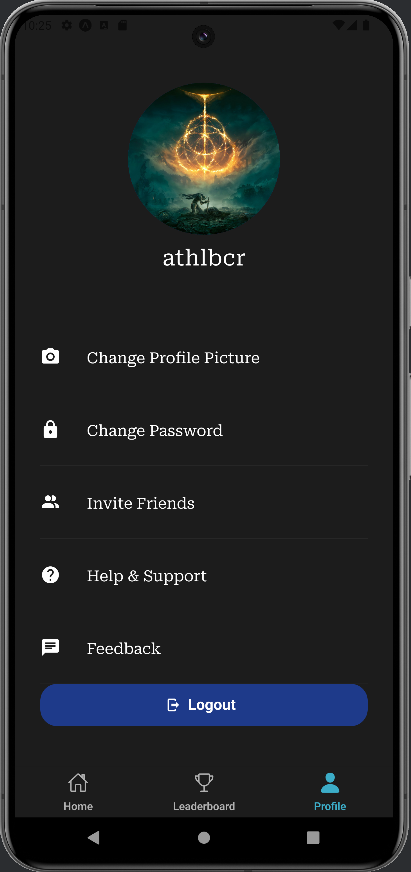 10:25
athlbcr
Change Profile Picture
Change Password
Invite Friends
Help & Support
Feedback
Logout
Home
Leaderboard
Profile